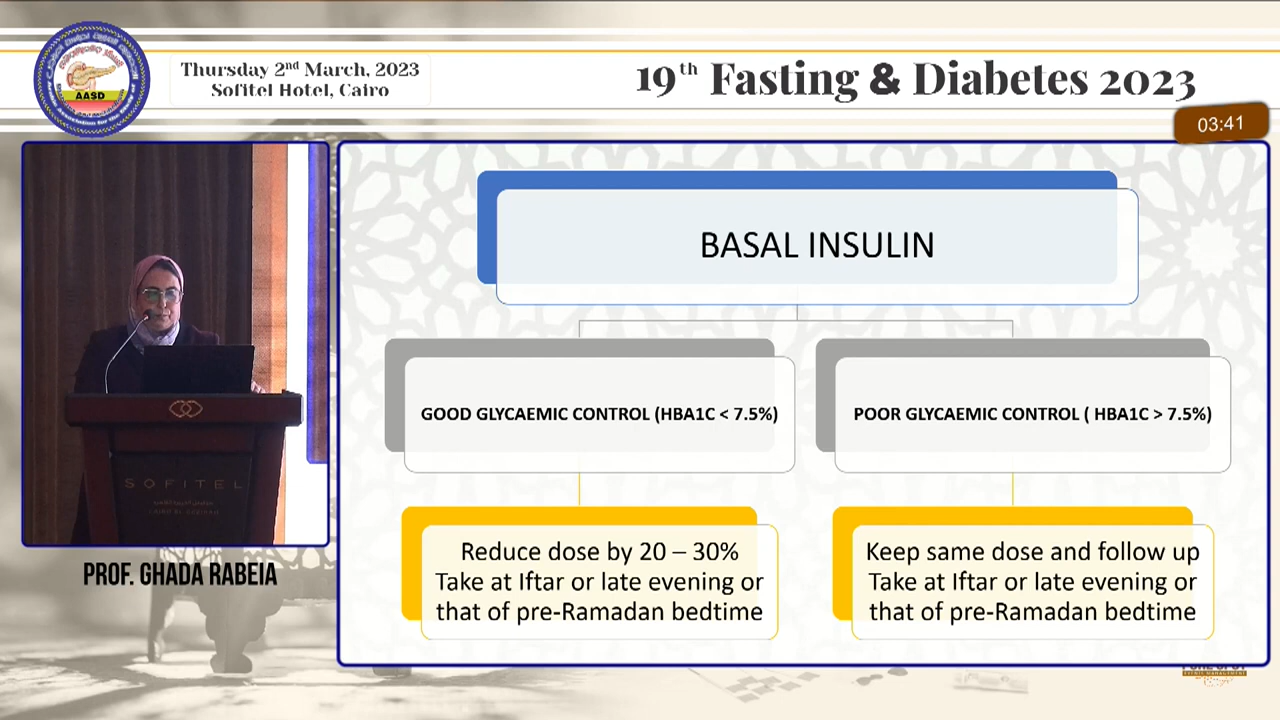 AASD
Thursday 2nd March, 2023
Sofitel Hotel, Cairo
19th Fasting & Diabetes 2023
03:41
BASAL INSULIN
GOOD GLYCAEMIC CONTROL (HBA1C < 7.5%)
POOR GLYCAEMIC CONTROL ( HBA1C > 7.5%)
Reduce dose by 20 – 30%
Take at Iftar or late evening or
that of pre-Ramadan bedtime
Keep same dose and follow up
Take at Iftar or late evening or
that of pre-Ramadan bedtime
SOFITEL
PROF. GHADA RABEIA